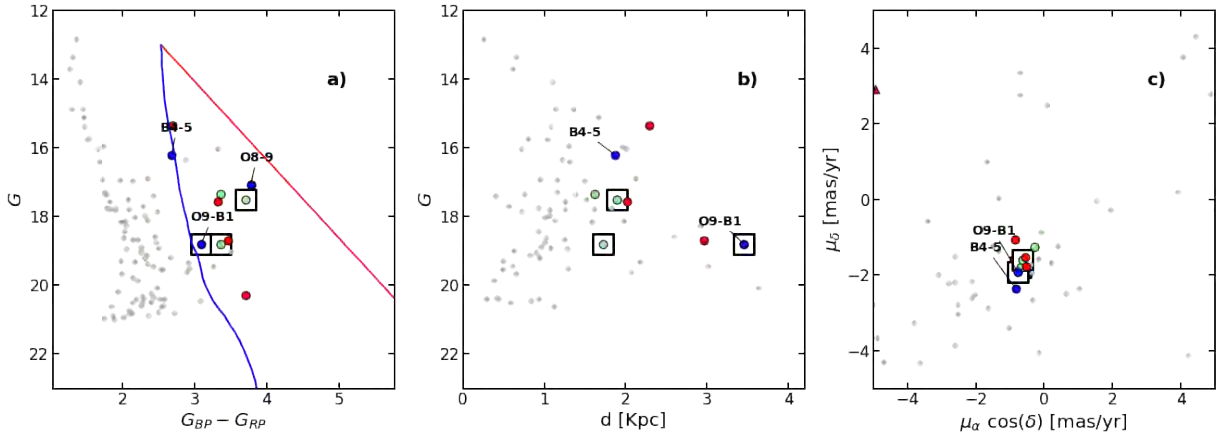 12
14
16
18
20
22
G
2
3
4
5
G_BP − G_RP
a)
B4-5
O8-9
O9-B1
12
14
16
18
20
22
G
0
1
2
3
4
d [Kpc]
b)
B4-5
O9-B1
4
2
0
−2
−4
μ_δ [mas/yr]
−4
−2
0
2
4
μ_α cos(δ) [mas/yr]
c)
O9-B1
B4-5